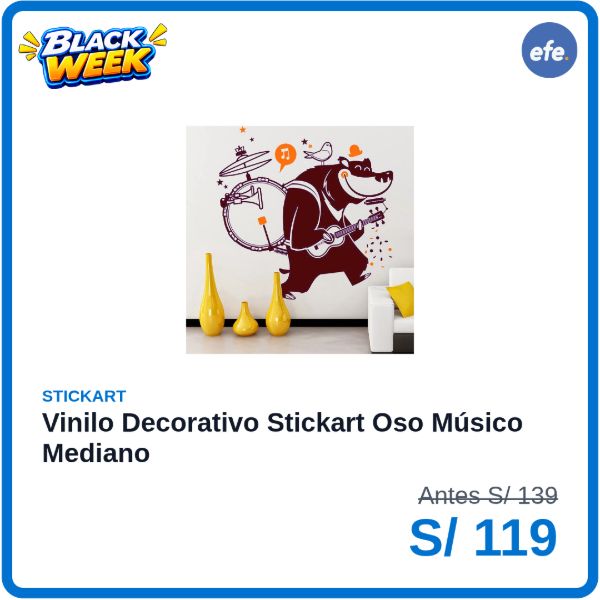 BLACK
WEEK
efe.
STICKART
Vinilo Decorativo Stickart Oso Músico
Mediano
Antes S/ 139
S/ 119